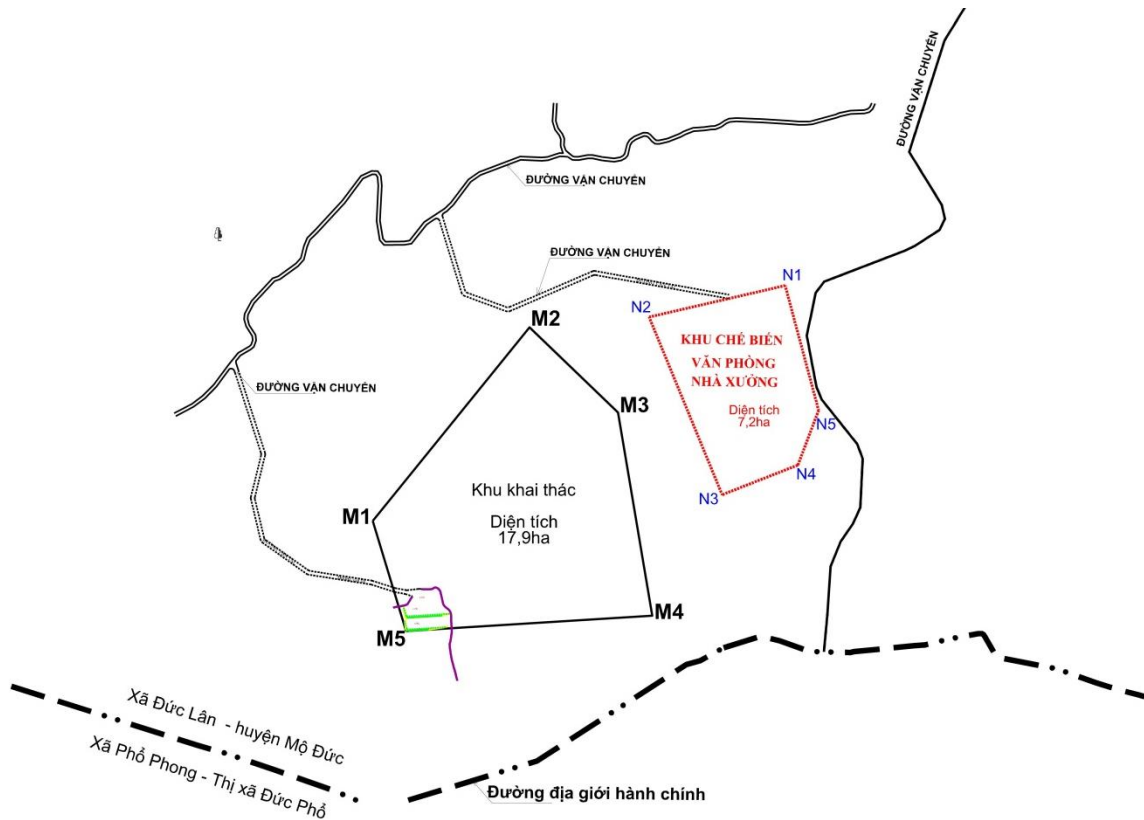 ĐƯỜNG VẬN CHUYỂN
ĐƯỜNG VẬN CHUYỂN
ĐƯỜNG VẬN CHUYỂN
N1
N2
M2
KHU CHẾ BIẾN
VĂN PHÒNG
NHÀ XƯỞNG
Diện tích
7,2ha
ĐƯỜNG VẬN CHUYỂN
M3
N5
N4
N3
Khu khai thác
Diện tích
17,9ha
M1
M4
M5
Xã Đức Lân - huyện Mộ Đức
Xã Phổ Phong - Thị xã Đức Phổ
Đường địa giới hành chính